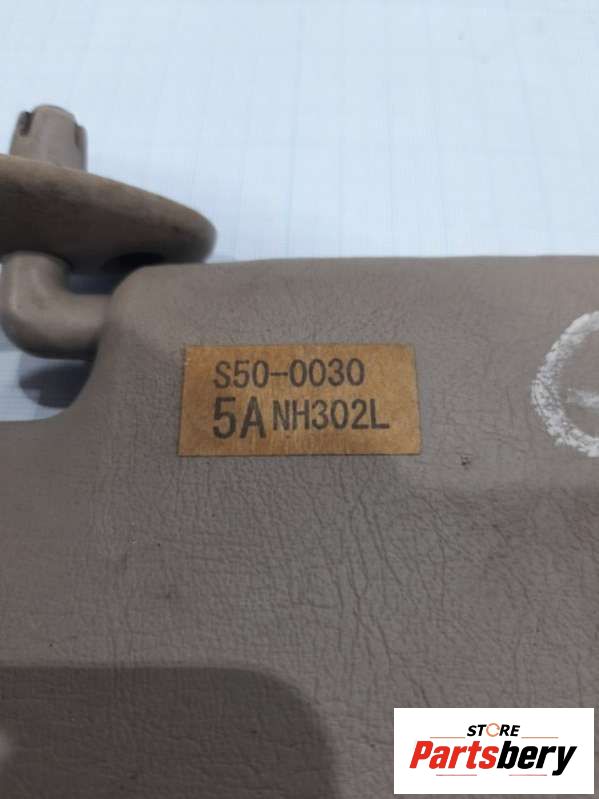 S50-0030
5A NH302L
STORE
Partsbery